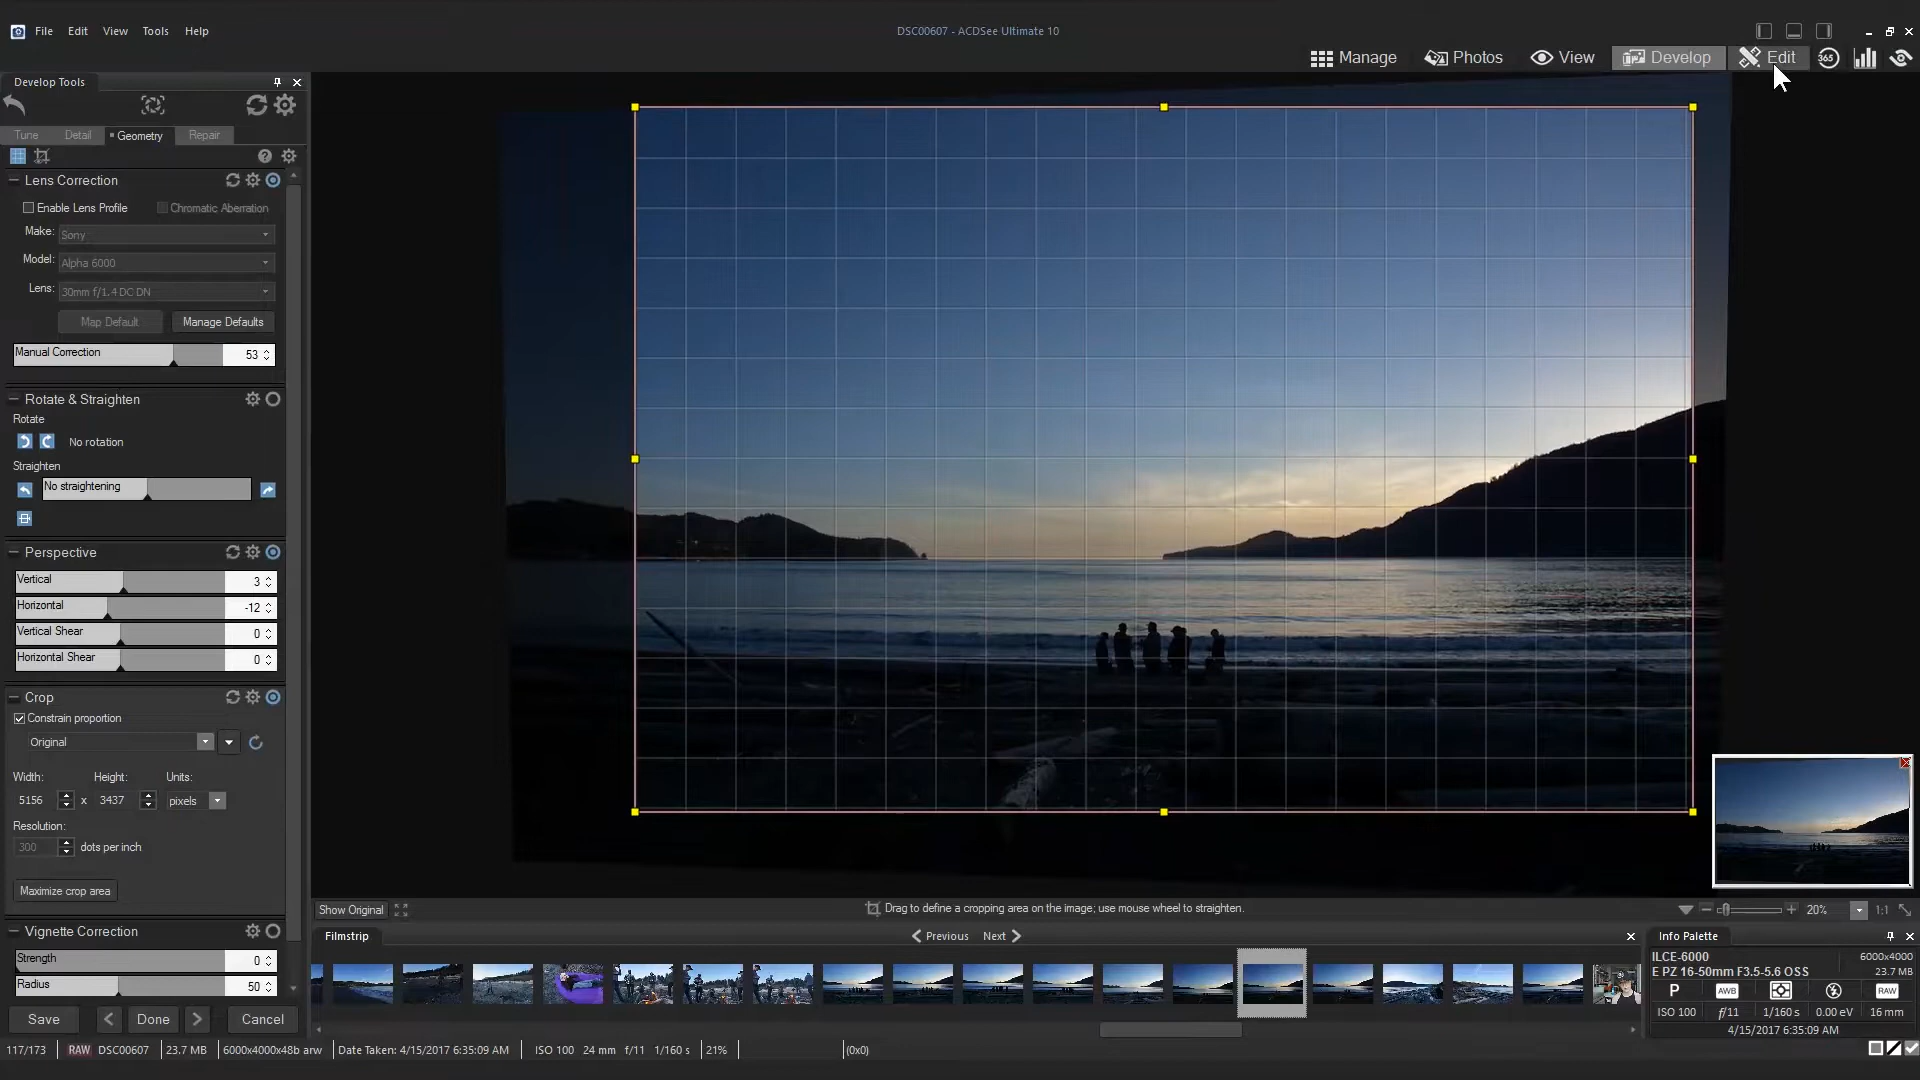 File Edit View Tools Help
DSC00607 - ACDSee Ultimate 10
Manage Photos View Develop Edit 365
Develop Tools
Tune Detail Geometry Repair
Lens Correction
Enable Lens Profile Chromatic Aberration
Make: Sony
Model: Alpha 6000
Lens: 30mm f/1.4 DC DN
Map Default Manage Defaults
Manual Correction 53
Rotate & Straighten
Rotate
No rotation
Straighten
No straightening
Perspective
Vertical 3
Horizontal -12
Vertical Shear 0
Horizontal Shear 0
Crop
Constrain proportion
Original
Width: Height: Units:
5156 x 3437 pixels
Resolution:
300 dots per inch
Maximize crop area
Vignette Correction
Strength 0
Radius 50
Save Done Cancel
Show Original
Drag to define a cropping area on the image; use mouse wheel to straighten.
20% 1:1
Filmstrip
Previous Next
Info Palette
ILCE-6000 6000x4000
E PZ 16-50mm F3.5-5.6 OSS 23.7 MB
P AWB RAW
ISO 100 f/11 1/160 s 0.00 eV 16 mm
4/15/2017 6:35:09 AM
117/173 RAW DSC00607 23.7 MB 6000x4000x48b arw Date Taken: 4/15/2017 6:35:09 AM ISO 100 24 mm f/11 1/160 s 21% (0x0)